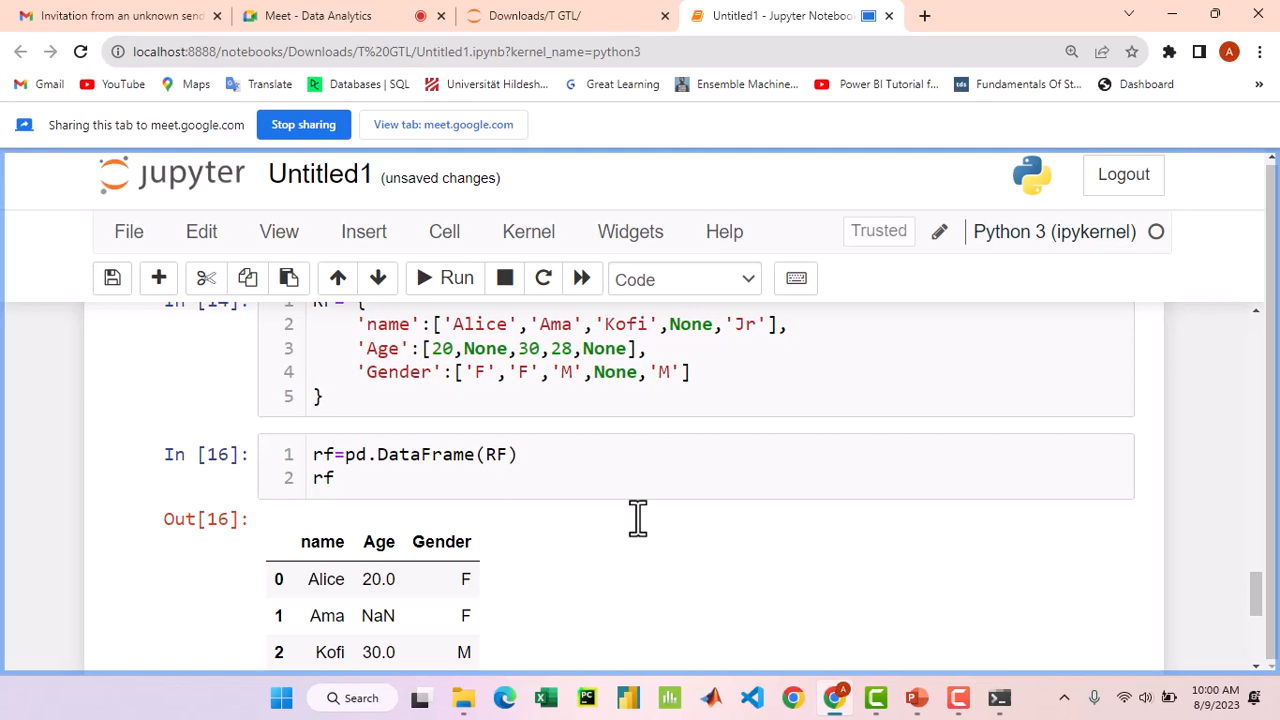 Invitation from an unknown send
Meet - Data Analytics
Downloads/T GTL/
Untitled1 - Jupyter Notebook
localhost:8888/notebooks/Downloads/T%20GTL/Untitled1.ipynb?kernel_name=python3
A
Gmail
YouTube
Maps
Translate
Databases | SQL
Universität Hildesh...
Great Learning
Ensemble Machine...
Power BI Tutorial f...
Fundamentals Of St...
Dashboard
»
Sharing this tab to meet.google.com
Stop sharing
View tab: meet.google.com
jupyter Untitled1 (unsaved changes)
Logout
File Edit View Insert Cell Kernel Widgets Help
Trusted
Python 3 (ipykernel)
Run
Code
In [14]: 1 RF= {
2 'name':['Alice','Ama','Kofi',None,'Jr'],
3 'Age':[20,None,30,28,None],
4 'Gender':['F','F','M',None,'M']
5 }
In [16]: 1 rf=pd.DataFrame(RF)
2 rf
Out[16]:
name Age Gender
0 Alice 20.0 F
1 Ama NaN F
2 Kofi 30.0 M
Search
10:00 AM
8/9/2023